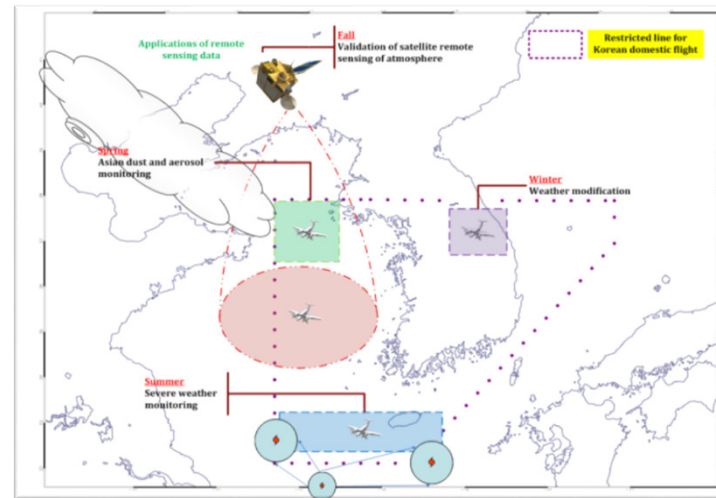 Fall
Validation of satellite remote
sensing of atmosphere
Applications of remote
sensing data
Restricted line for
Korean domestic flight
Spring
Asian dust and aerosol
monitoring
Winter
Weather modification
Summer
Severe weather
monitoring